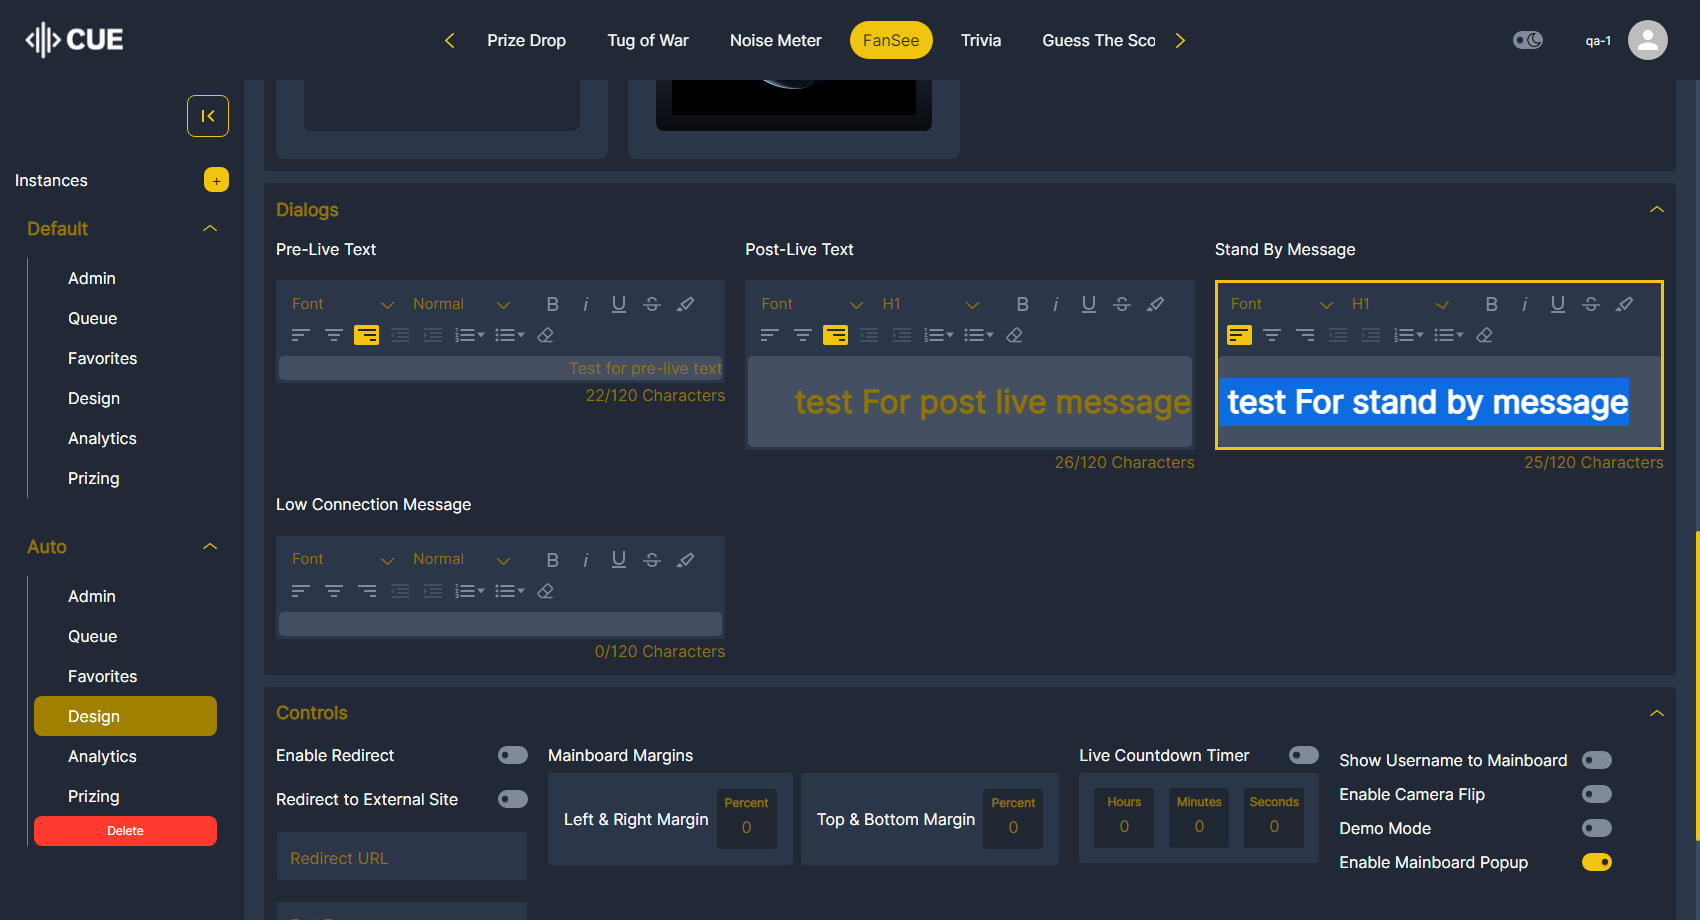 CUE
Prize Drop
Tug of War
Noise Meter
FanSee
Trivia
Guess The Sco
qa-1
Instances
+
Default
Admin
Queue
Favorites
Design
Analytics
Prizing
Auto
Admin
Queue
Favorites
Design
Analytics
Prizing
Delete
Dialogs
Pre-Live Text
Post-Live Text
Stand By Message
Font Normal B i U S
Font H1 B i U S
Font H1 B i U S
Test for pre-live text
22/120 Characters
test For post live message
26/120 Characters
test For stand by message
25/120 Characters
Low Connection Message
Font Normal B i U S
0/120 Characters
Controls
Enable Redirect
Redirect to External Site
Redirect URL
Mainboard Margins
Left & Right Margin
Percent
0
Top & Bottom Margin
Percent
0
Live Countdown Timer
Hours
0
Minutes
0
Seconds
0
Show Username to Mainboard
Enable Camera Flip
Demo Mode
Enable Mainboard Popup